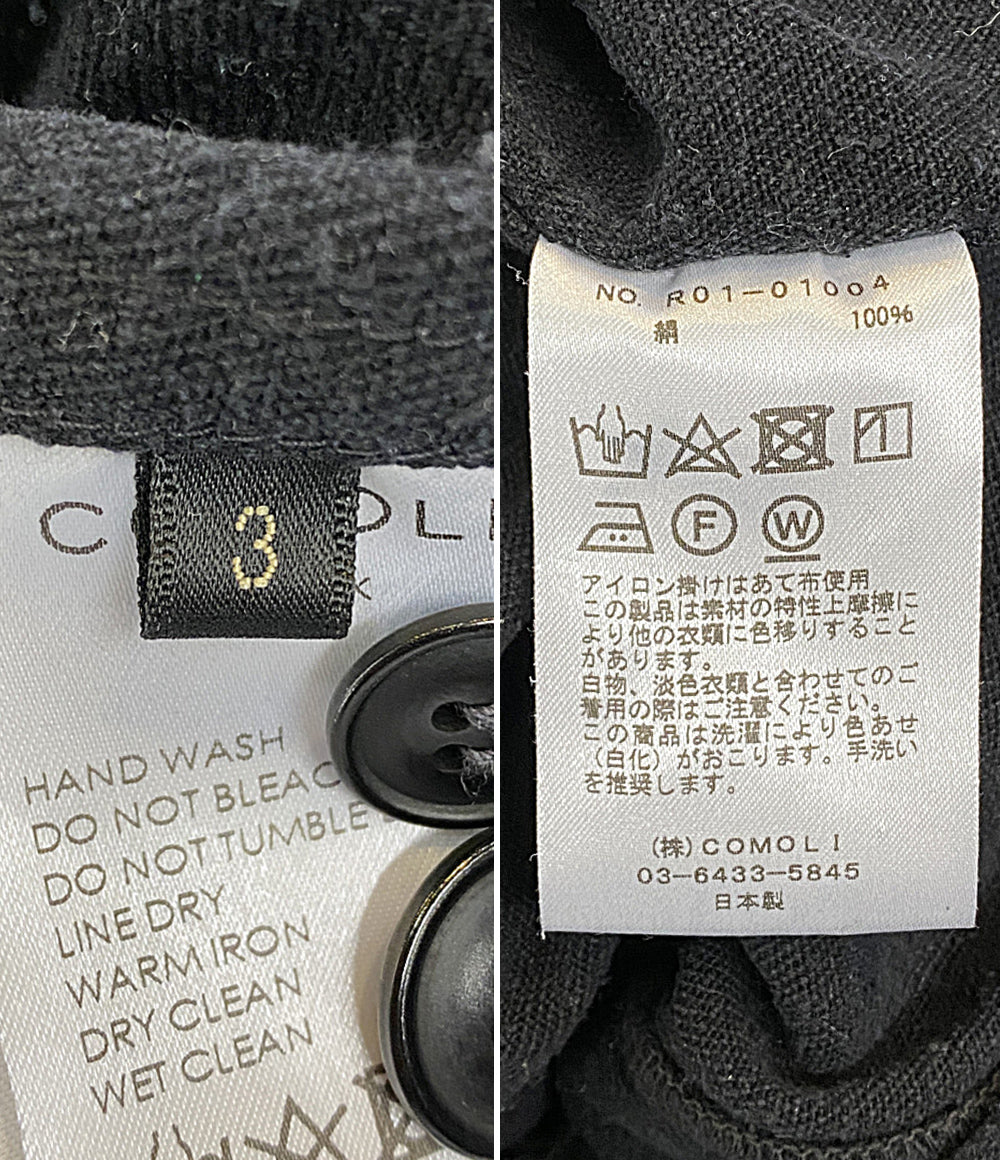 C
OL
3
HAND WASH
DO NOT BLEAC
DO NOT TUMBLE
LINE DRY
WARM IRON
DRY CLEAN
WET CLEAN
NO. R01-01004
絹 100%
F
W
アイロン掛けはあて布使用
この製品は素材の特性上摩擦に
より他の衣類に色移りすること
があります。
白物、淡色衣類と合わせてのご
着用の際はご注意ください。
この商品は洗濯により色あせ
(白化)がおこります。手洗い
を推奨します。
(株)COMOLI
03-6433-5845
日本製